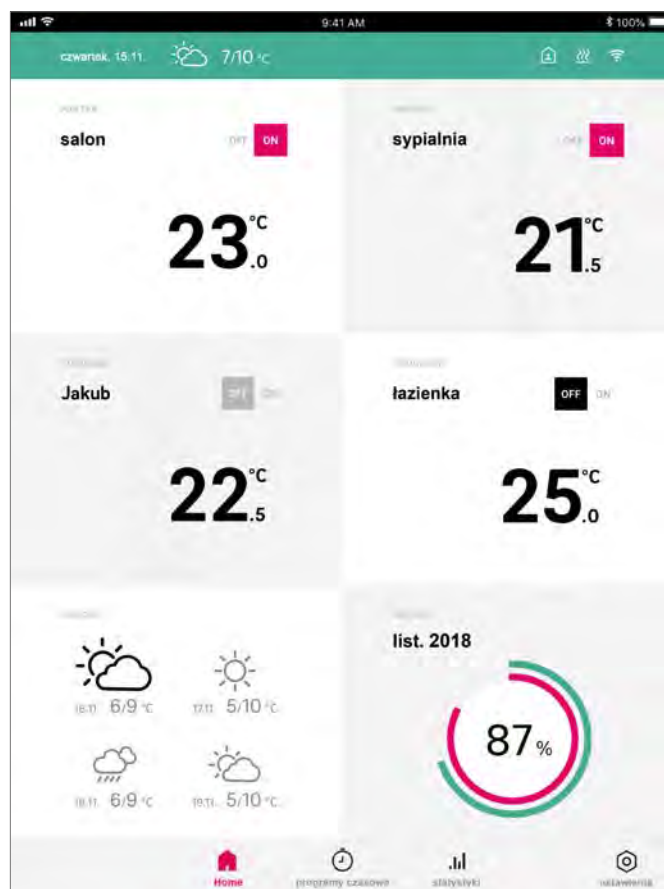 9:41 AM 100%
czwartek, 15.11. 7/10 °C
salon OFF ON
sypialnia OFF ON
23.0 °C
21.5 °C
Jakub OFF ON
łazienka OFF ON
22.5 °C
25.0 °C
list. 2018
6/9 °C 17.11. 5/10 °C
87%
18.11. 6/9 °C 19.11. 5/10 °C
Home programy czasowe statystyki ustawienia